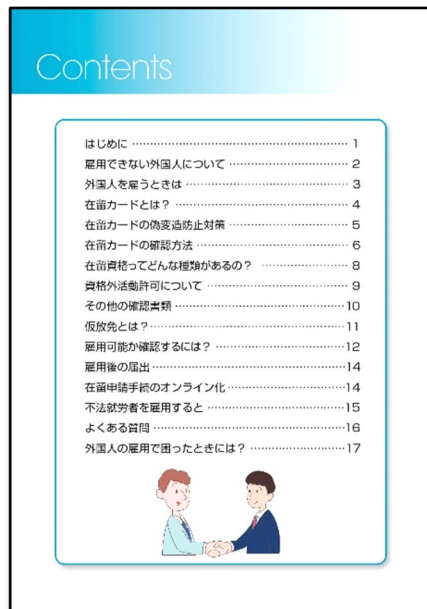 Contents
はじめに ………………………………………………… 1
雇用できない外国人について ………………………… 2
外国人を雇うときは …………………………………… 3
在留カードとは？ ……………………………………… 4
在留カードの偽変造防止対策 ………………………… 5
在留カードの確認方法 ………………………………… 6
在留資格ってどんな種類があるの？ ………………… 8
資格外活動許可について ……………………………… 9
その他の確認書類 ……………………………………… 10
仮放免とは？ …………………………………………… 11
雇用可能か確認するには？ …………………………… 12
雇用後の届出 …………………………………………… 14
在留申請手続のオンライン化 ………………………… 14
不法就労者を雇用すると ……………………………… 15
よくある質問 …………………………………………… 16
外国人の雇用で困ったときには？ …………………… 17